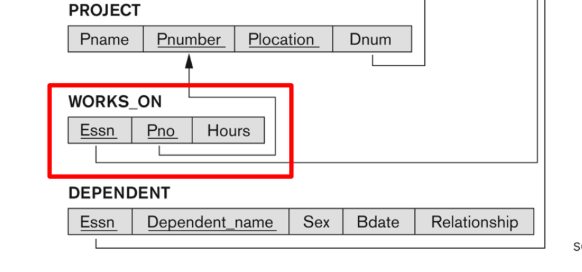 PROJECT
Pname Pnumber Plocation Dnum
WORKS_ON
Essn Pno Hours
DEPENDENT
Essn Dependent_name Sex Bdate Relationship